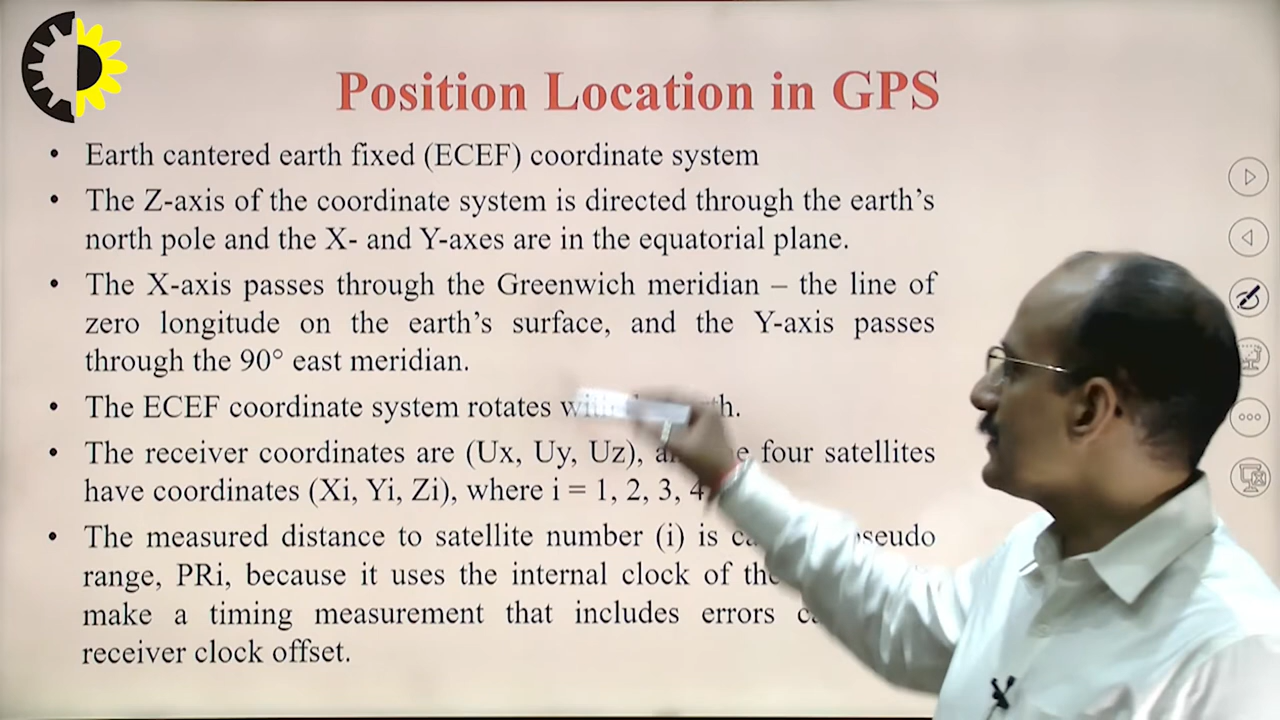 Position Location in GPS
• Earth cantered earth fixed (ECEF) coordinate system
• The Z-axis of the coordinate system is directed through the earth's
north pole and the X- and Y-axes are in the equatorial plane.
• The X-axis passes through the Greenwich meridian – the line of
zero longitude on the earth's surface, and the Y-axis passes
through the 90° east meridian.
• The ECEF coordinate system rotates with
• The receiver coordinates are (Ux, Uy, Uz), four satellites
have coordinates (Xi, Yi, Zi), where i = 1, 2, 3, 4
• The measured distance to satellite number (i) is pseudo
range, PRi, because it uses the internal clock of the
make a timing measurement that includes errors
receiver clock offset.